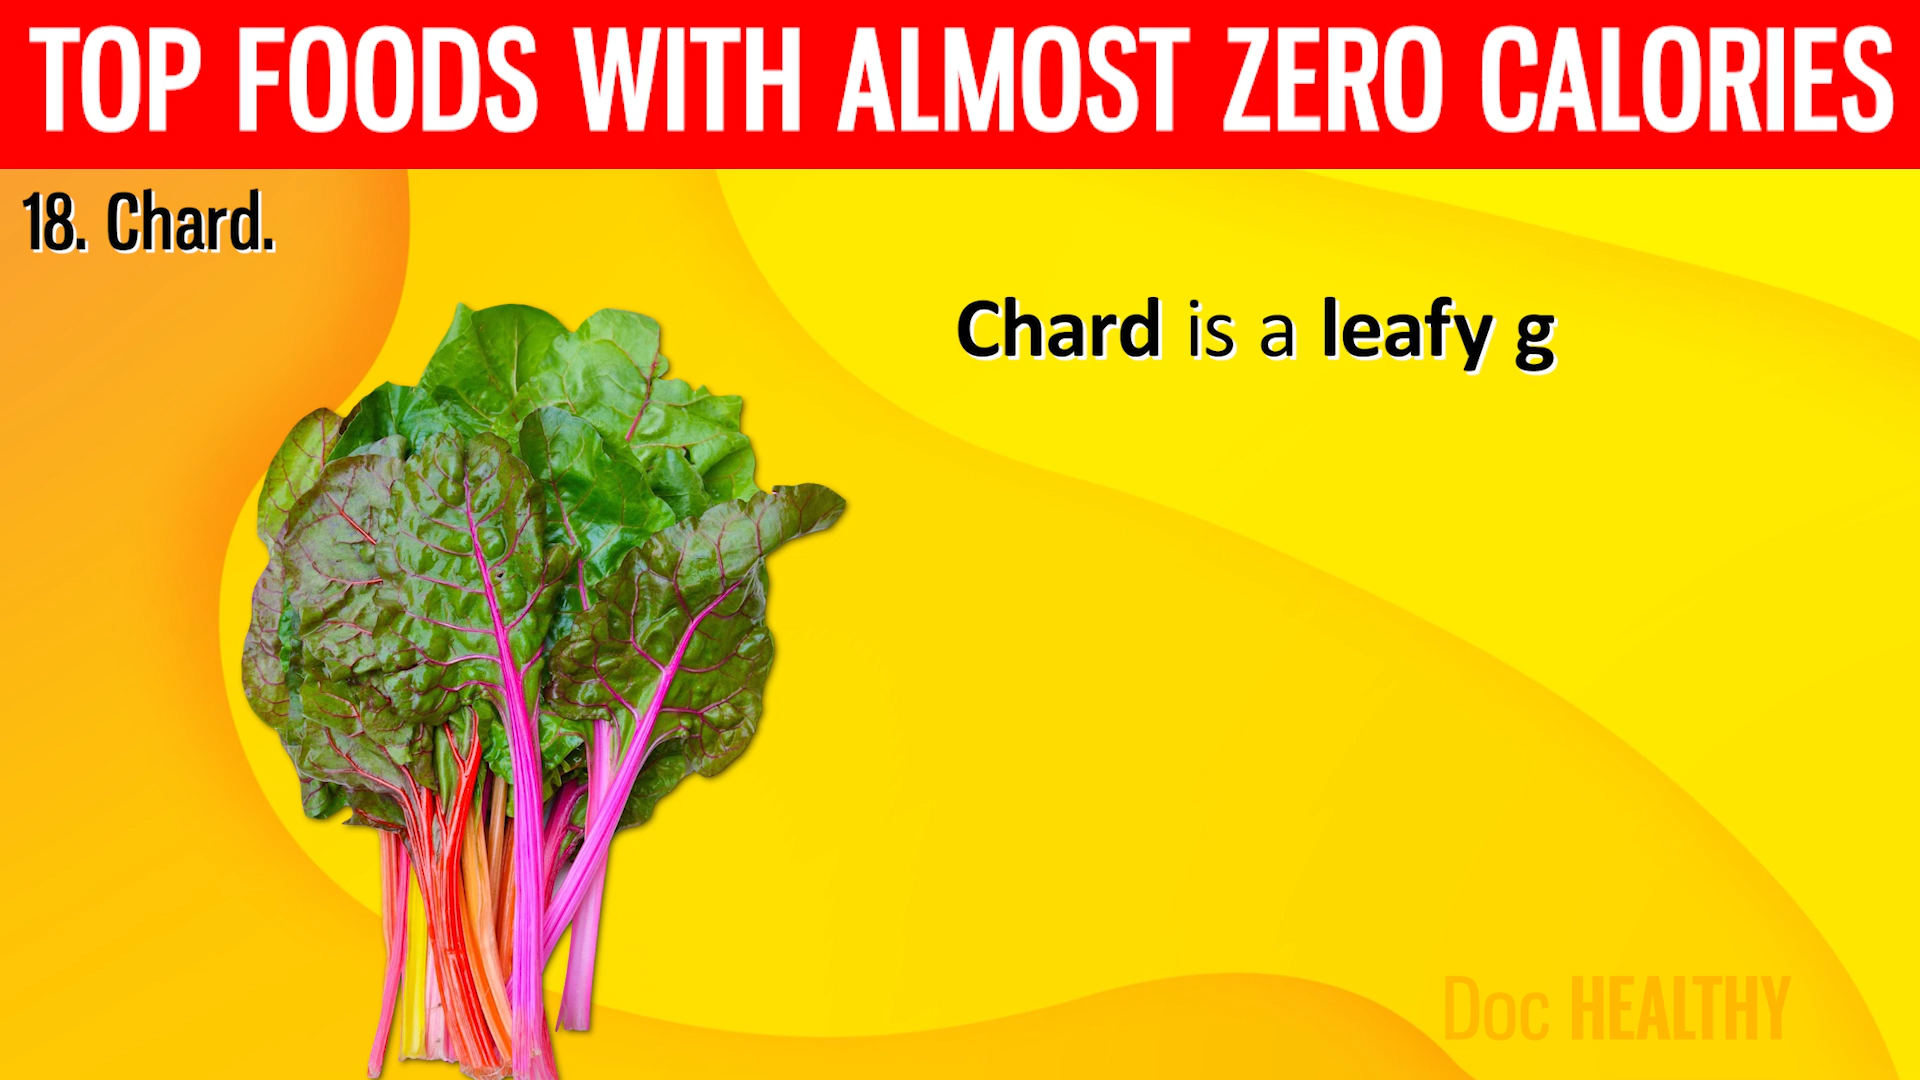 TOP FOODS WITH ALMOST ZERO CALORIES
18. Chard.
Chard is a leafy g
Doc HEALTHY